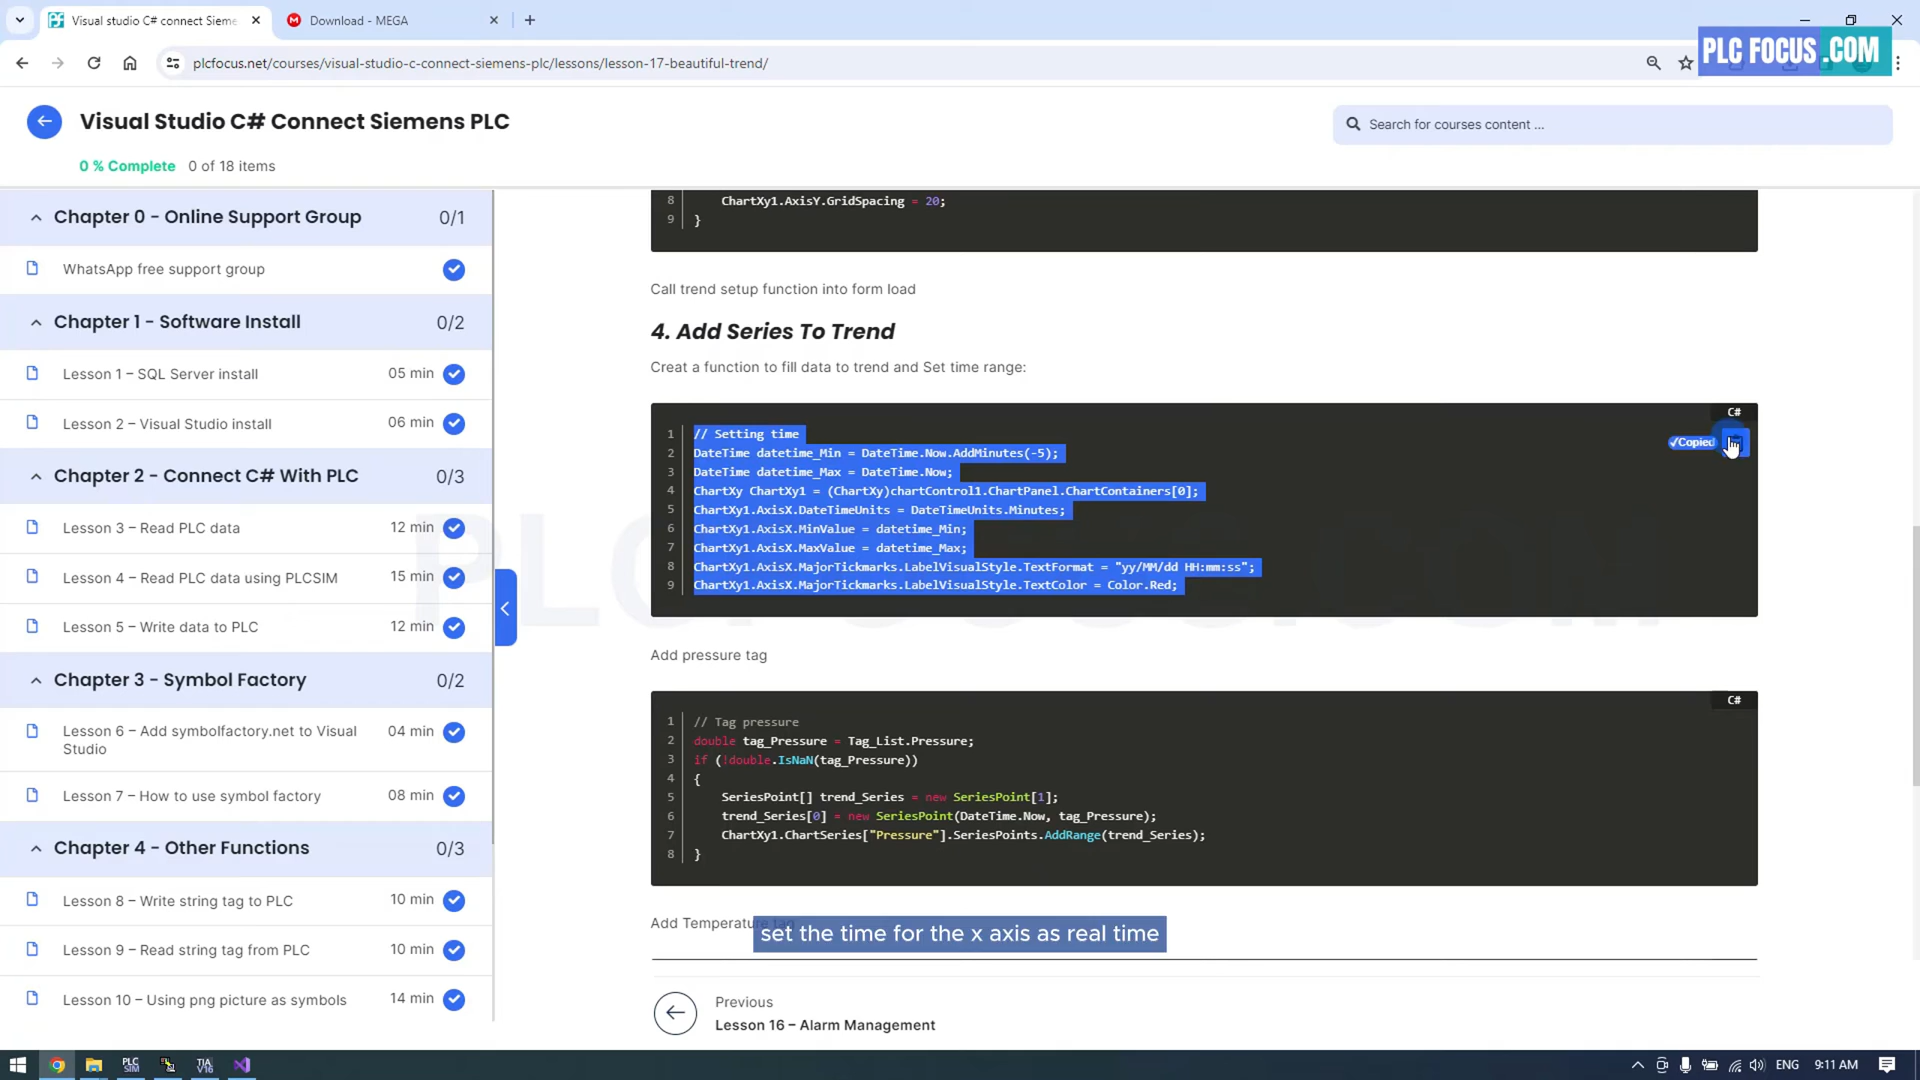 Visual studio C# connect Sieme
Download - MEGA
plcfocus.net/courses/visual-studio-c-connect-siemens-plc/lessons/lesson-17-beautiful-trend/
PLC FOCUS .COM
Visual Studio C# Connect Siemens PLC
Search for courses content ...
0 % Complete 0 of 18 items
Chapter 0 - Online Support Group 0/1
WhatsApp free support group
Chapter 1 - Software Install 0/2
Lesson 1 – SQL Server install 05 min
Lesson 2 – Visual Studio install 06 min
Chapter 2 - Connect C# With PLC 0/3
Lesson 3 – Read PLC data 12 min
Lesson 4 – Read PLC data using PLCSIM 15 min
Lesson 5 – Write data to PLC 12 min
Chapter 3 - Symbol Factory 0/2
Lesson 6 – Add symbolfactory.net to Visual 04 min
Studio
Lesson 7 – How to use symbol factory 08 min
Chapter 4 - Other Functions 0/3
Lesson 8 – Write string tag to PLC 10 min
Lesson 9 – Read string tag from PLC 10 min
Lesson 10 – Using png picture as symbols 14 min
8 ChartXy1.AxisY.GridSpacing = 20;
9 }
Call trend setup function into form load
4. Add Series To Trend
Creat a function to fill data to trend and Set time range:
C#
✓Copied
1 // Setting time
2 DateTime datetime_Min = DateTime.Now.AddMinutes(-5);
3 DateTime datetime_Max = DateTime.Now;
4 ChartXy ChartXy1 = (ChartXy)chartControl1.ChartPanel.ChartContainers[0];
5 ChartXy1.AxisX.DateTimeUnits = DateTimeUnits.Minutes;
6 ChartXy1.AxisX.MinValue = datetime_Min;
7 ChartXy1.AxisX.MaxValue = datetime_Max;
8 ChartXy1.AxisX.MajorTickmarks.LabelVisualStyle.TextFormat = "yy/MM/dd HH:mm:ss";
9 ChartXy1.AxisX.MajorTickmarks.LabelVisualStyle.TextColor = Color.Red;
Add pressure tag
C#
1 // Tag pressure
2 double tag_Pressure = Tag_List.Pressure;
3 if (!double.IsNaN(tag_Pressure))
4 {
5 SeriesPoint[] trend_Series = new SeriesPoint[1];
6 trend_Series[0] = new SeriesPoint(DateTime.Now, tag_Pressure);
7 ChartXy1.ChartSeries["Pressure"].SeriesPoints.AddRange(trend_Series);
8 }
Add Temperature tag
set the time for the x axis as real time
Previous
Lesson 16 – Alarm Management
PLC SIM
TIA V16
ENG 9:11 AM